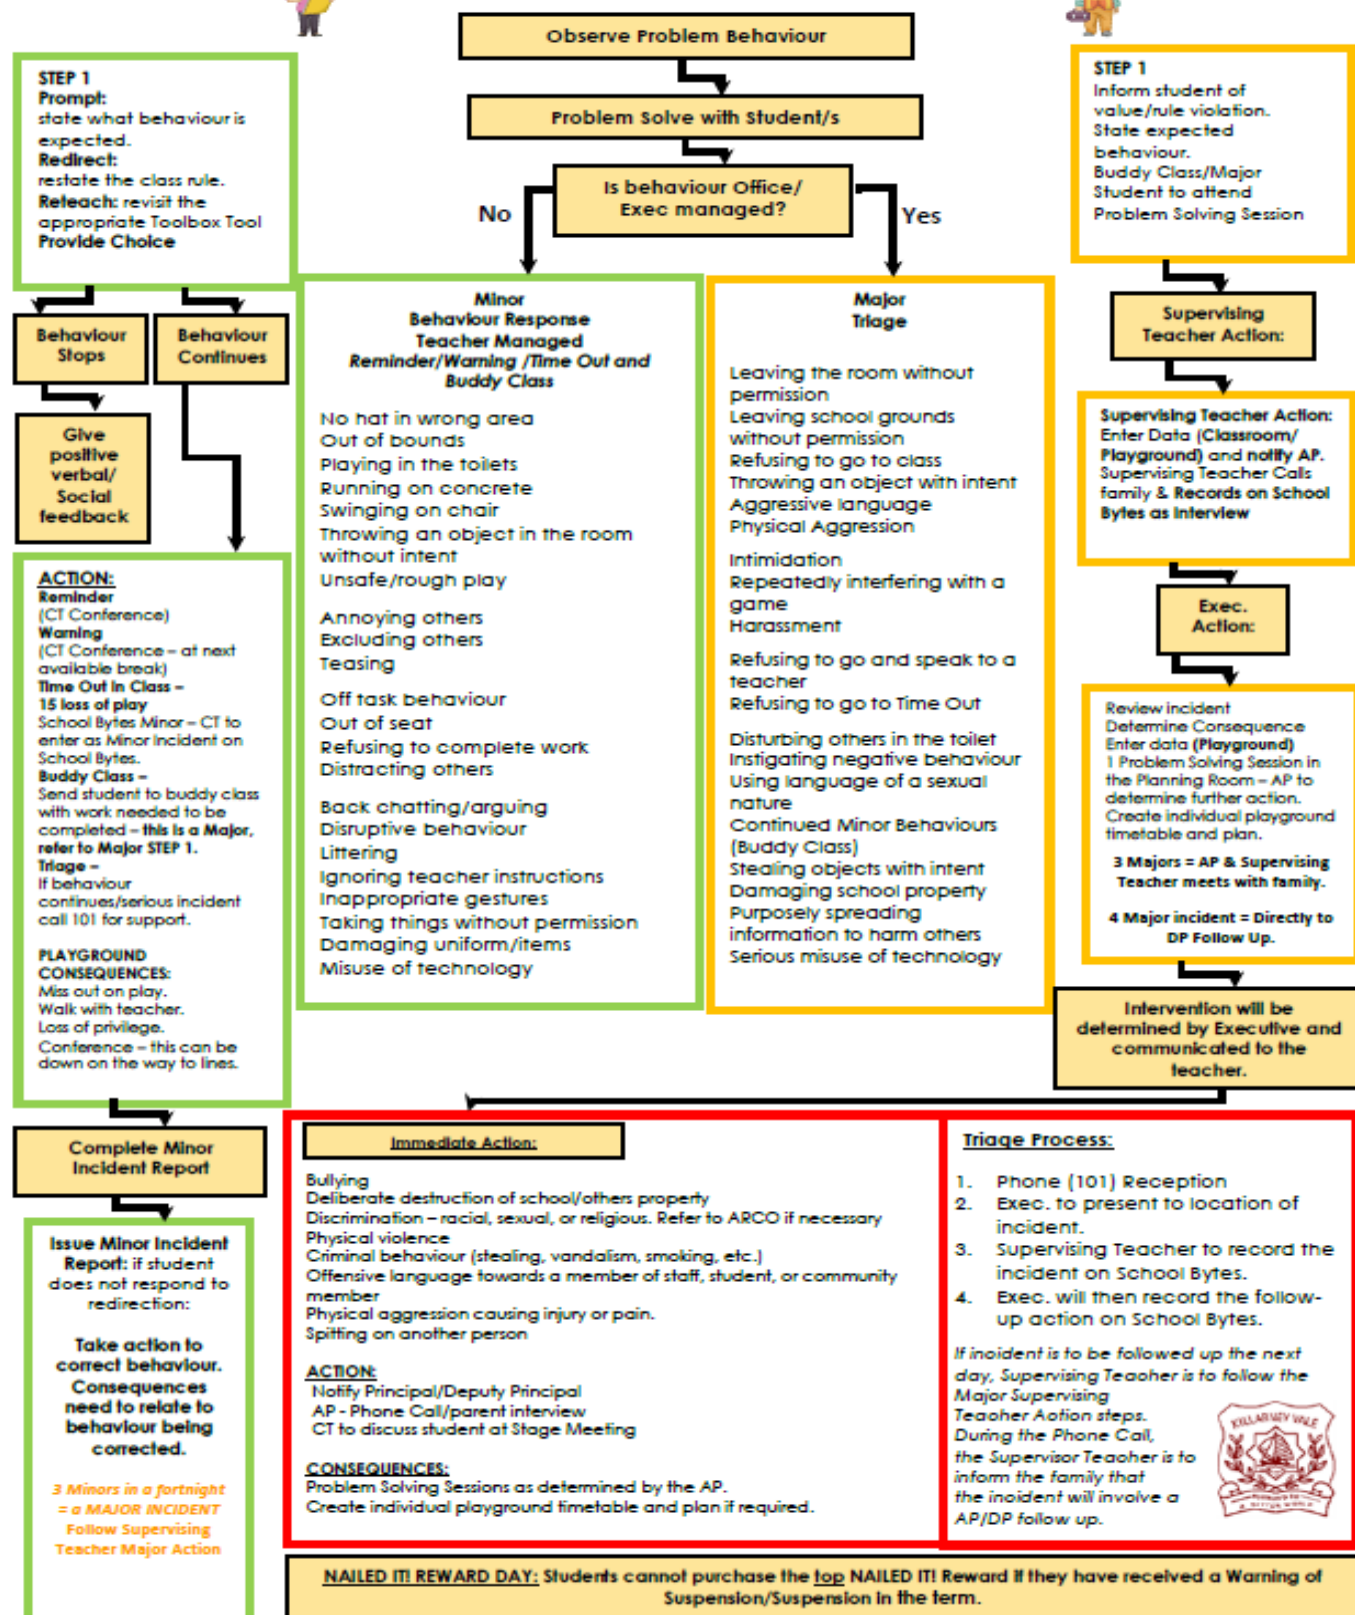 Observe Problem Behaviour
Problem Solve with Student/s
Is behaviour Office/
Exec managed?
No
Yes
STEP 1
Prompt:
state what behaviour is
expected.
Redirect:
restate the class rule.
Reteach: revisit the
appropriate Toolbox Tool
Provide Choice
Behaviour
Stops
Behaviour
Continues
Give
positive
verbal/
Social
feedback
ACTION:
Reminder
(CT Conference)
Warning
(CT Conference – at next
available break)
Time Out in Class –
15 loss of play
School Bytes Minor – CT to
enter as Minor Incident on
School Bytes.
Buddy Class –
Send student to buddy class
with work needed to be
completed – this is a Major,
refer to Major STEP 1.
Triage –
If behaviour
continues/serious incident
call 101 for support.
PLAYGROUND
CONSEQUENCES:
Miss out on play.
Walk with teacher.
Loss of privilege.
Conference – this can be
down on the way to lines.
Complete Minor
Incident Report
Issue Minor Incident
Report: if student
does not respond to
redirection:
Take action to
correct behaviour.
Consequences
need to relate to
behaviour being
corrected.
3 Minors in a fortnight
= a MAJOR INCIDENT
Follow Supervising
Teacher Major Action
Minor
Behaviour Response
Teacher Managed
Reminder/Warning /Time Out and
Buddy Class
No hat in wrong area
Out of bounds
Playing in the toilets
Running on concrete
Swinging on chair
Throwing an object in the room
without intent
Unsafe/rough play
Annoying others
Excluding others
Teasing
Off task behaviour
Out of seat
Refusing to complete work
Distracting others
Back chatting/arguing
Disruptive behaviour
Littering
Ignoring teacher instructions
Inappropriate gestures
Taking things without permission
Damaging uniform/items
Misuse of technology
Major
Triage
Leaving the room without
permission
Leaving school grounds
without permission
Refusing to go to class
Throwing an object with intent
Aggressive language
Physical Aggression
Intimidation
Repeatedly interfering with a
game
Harassment
Refusing to go and speak to a
teacher
Refusing to go to Time Out
Disturbing others in the toilet
Instigating negative behaviour
Using language of a sexual
nature
Continued Minor Behaviours
(Buddy Class)
Stealing objects with intent
Damaging school property
Purposely spreading
information to harm others
Serious misuse of technology
STEP 1
Inform student of
value/rule violation.
State expected
behaviour.
Buddy Class/Major
Student to attend
Problem Solving Session
Supervising
Teacher Action:
Supervising Teacher Action:
Enter Data (Classroom/
Playground) and notify AP.
Supervising Teacher Calls
family & Records on School
Bytes as Interview
Exec.
Action:
Review incident
Determine Consequence
Enter data (Playground)
1 Problem Solving Session in
the Planning Room – AP to
determine further action.
Create individual playground
timetable and plan.
3 Majors = AP & Supervising
Teacher meets with family.
4 Major incident = Directly to
DP Follow Up.
Intervention will be
determined by Executive and
communicated to the
teacher.
Immediate Action:
Bullying
Deliberate destruction of school/others property
Discrimination – racial, sexual, or religious. Refer to ARCO if necessary
Physical violence
Criminal behaviour (stealing, vandalism, smoking, etc.)
Offensive language towards a member of staff, student, or community
member
Physical aggression causing injury or pain.
Spitting on another person
ACTION:
Notify Principal/Deputy Principal
AP - Phone Call/parent interview
CT to discuss student at Stage Meeting
CONSEQUENCES:
Problem Solving Sessions as determined by the AP.
Create individual playground timetable and plan if required.
Triage Process:
1. Phone (101) Reception
2. Exec. to present to location of
incident.
3. Supervising Teacher to record the
incident on School Bytes.
4. Exec. will then record the follow-
up action on School Bytes.
If incident is to be followed up the next
day, Supervising Teacher is to follow the
Major Supervising
Teacher Action steps.
During the Phone Call,
the Supervisor Teacher is to
inform the family that
the incident will involve a
AP/DP follow up.
KILLARNEY VALE
NAILED IT! REWARD DAY: Students cannot purchase the top NAILED IT! Reward if they have received a Warning of
Suspension/Suspension in the term.